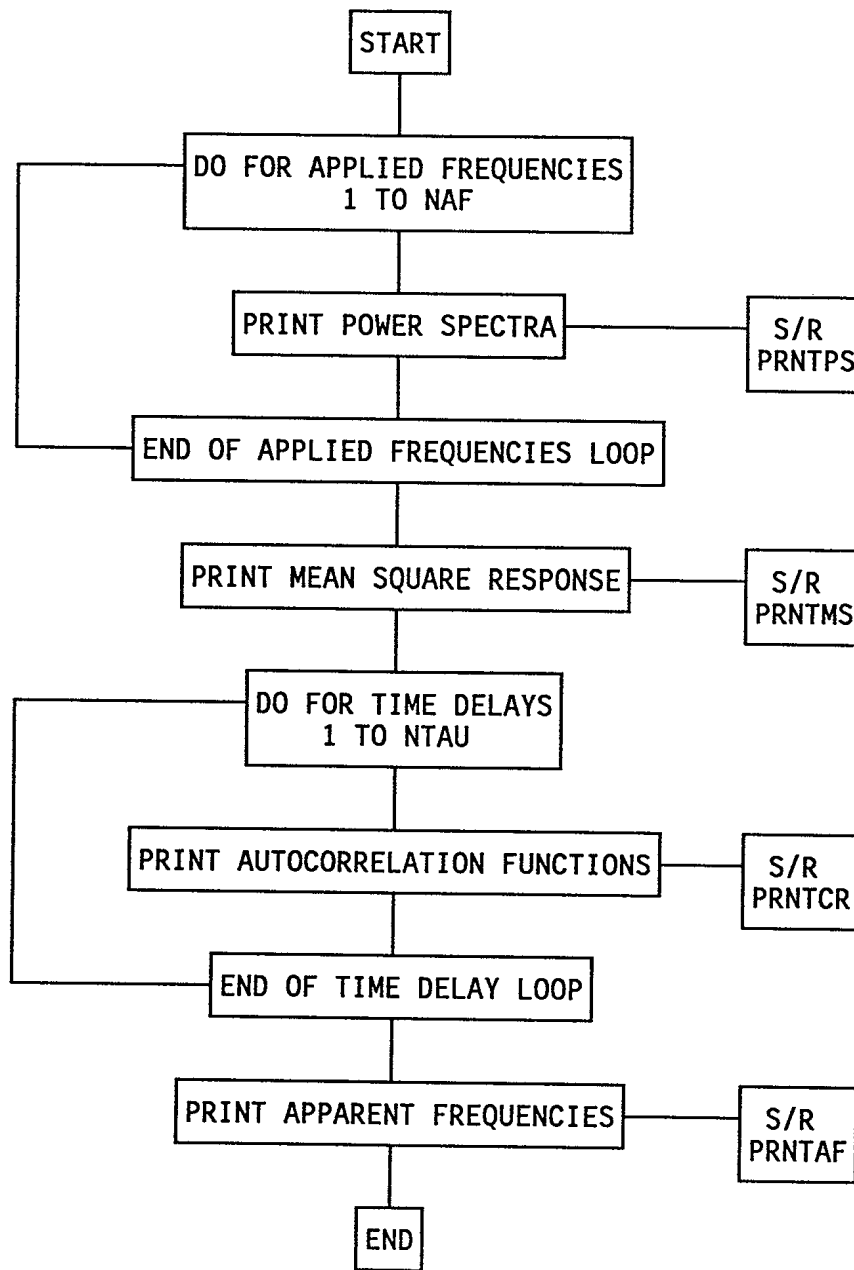 START
DO FOR APPLIED FREQUENCIES
1 TO NAF
PRINT POWER SPECTRA
S/R
PRNTPS
END OF APPLIED FREQUENCIES LOOP
PRINT MEAN SQUARE RESPONSE
S/R
PRNTMS
DO FOR TIME DELAYS
1 TO NTAU
PRINT AUTOCORRELATION FUNCTIONS
S/R
PRNTCR
END OF TIME DELAY LOOP
PRINT APPARENT FREQUENCIES
S/R
PRNTAF
END